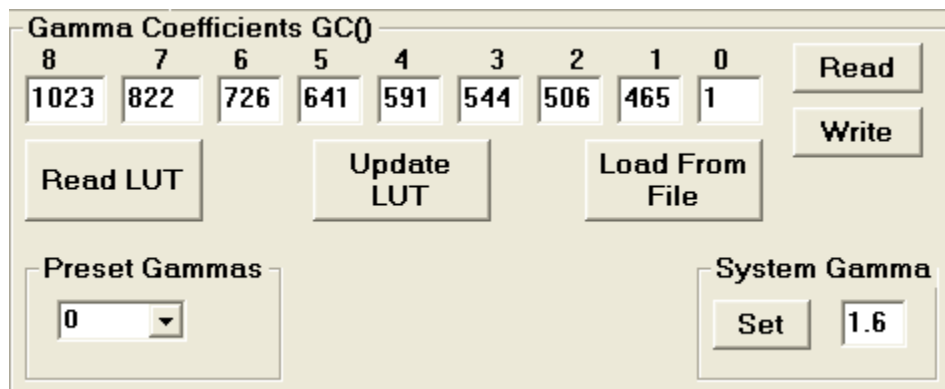 Gamma Coefficients GC()
8 7 6 5 4 3 2 1 0
1023 822 726 641 591 544 506 465 1
Read
Write
Read LUT
Update
LUT
Load From
File
Preset Gammas
0
System Gamma
Set 1.6